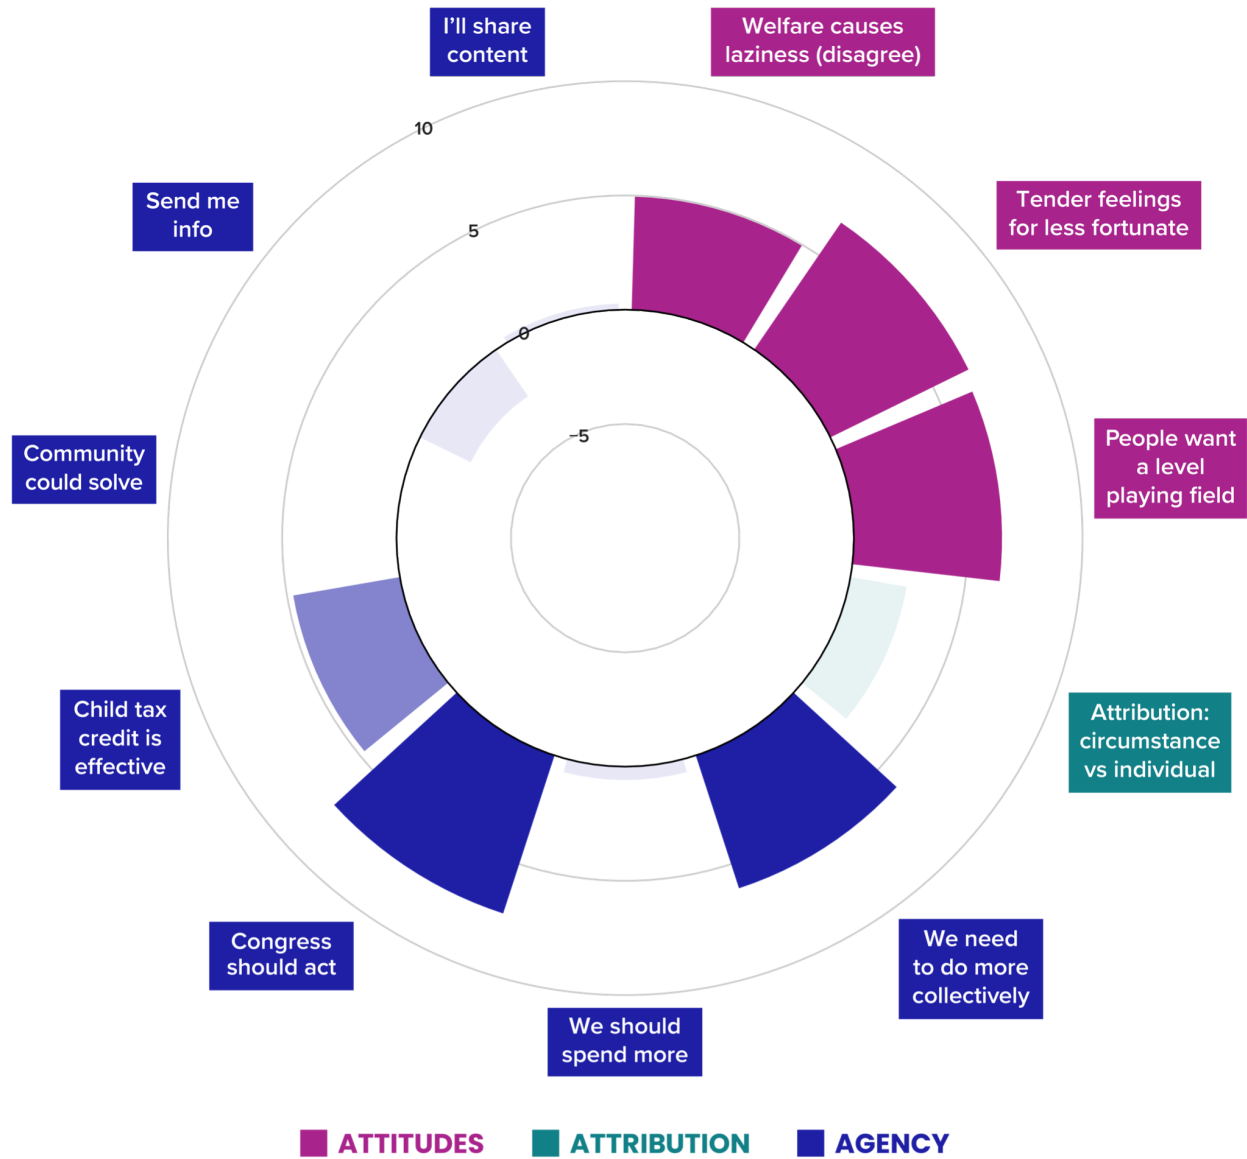 I’ll share
content
Welfare causes
laziness (disagree)
10
Send me
info
Tender feelings
for less fortunate
5
0
−5
Community
could solve
People want
a level
playing field
Child tax
credit is
effective
Attribution:
circumstance
vs individual
Congress
should act
We need
to do more
collectively
We should
spend more
ATTITUDES
ATTRIBUTION
AGENCY